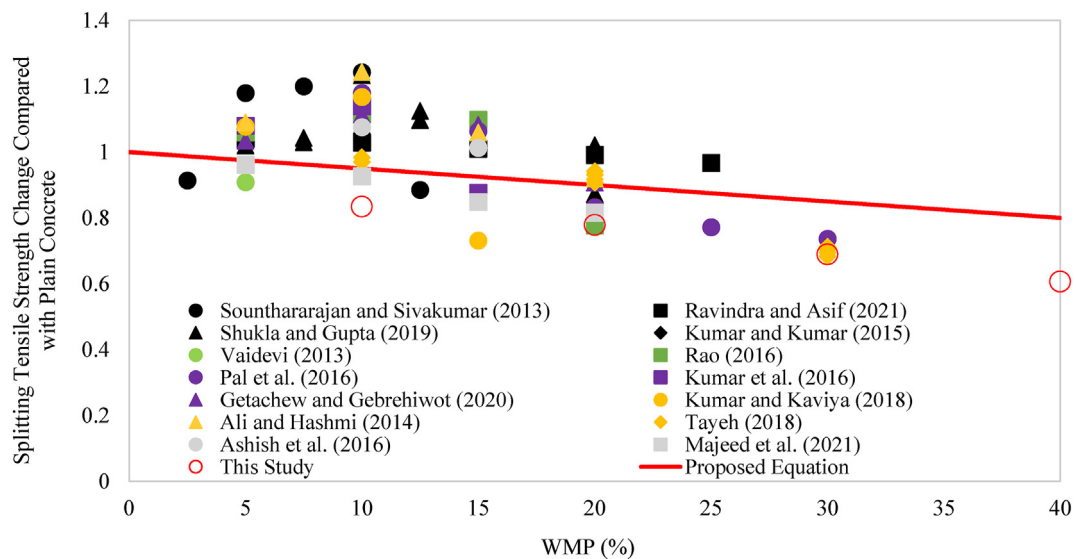 Splitting Tensile Strength Change Compared
with Plain Concrete
1.4
1.2
1
0.8
0.6
0.4
0.2
0
Sounthararajan and Sivakumar (2013)
Ravindra and Asif (2021)
Shukla and Gupta (2019)
Kumar and Kumar (2015)
Vaidevi (2013)
Rao (2016)
Pal et al. (2016)
Kumar et al. (2016)
Getachew and Gebrehiwot (2020)
Kumar and Kaviya (2018)
Ali and Hashmi (2014)
Tayeh (2018)
Ashish et al. (2016)
Majeed et al. (2021)
This Study
Proposed Equation
0 5 10 15 20 25 30 35 40
WMP (%)